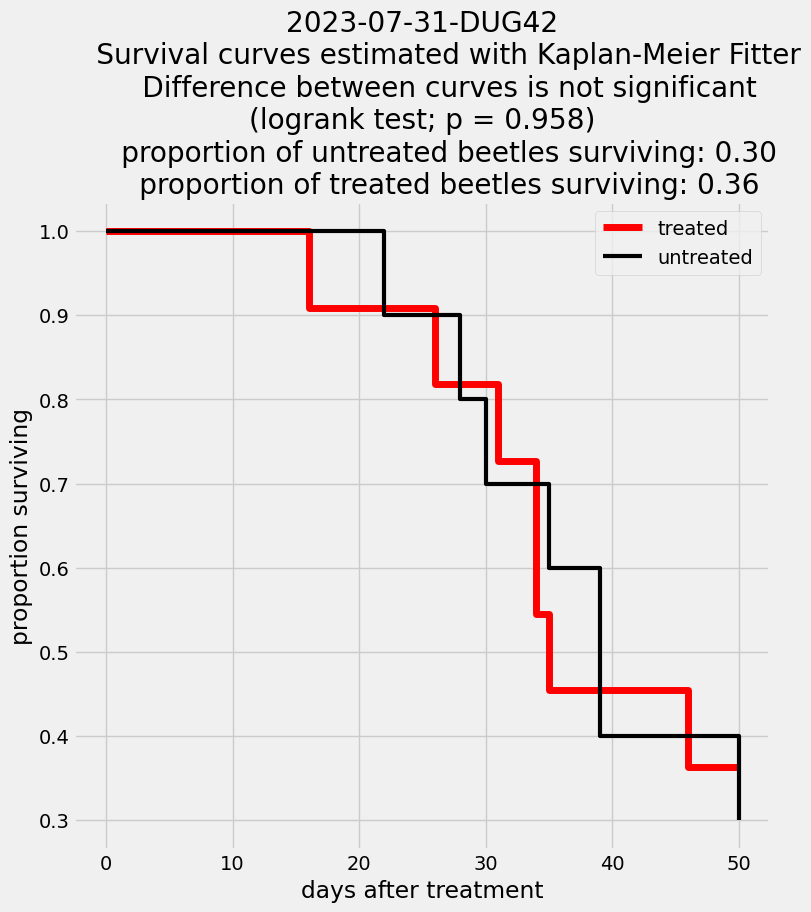 2023-07-31-DUG42
Survival curves estimated with Kaplan-Meier Fitter
Difference between curves is not significant
(logrank test; p = 0.958)
proportion of untreated beetles surviving: 0.30
proportion of treated beetles surviving: 0.36
treated
untreated
1.0
0.9
0.8
0.7
0.6
0.5
0.4
0.3
proportion surviving
0 10 20 30 40 50
days after treatment